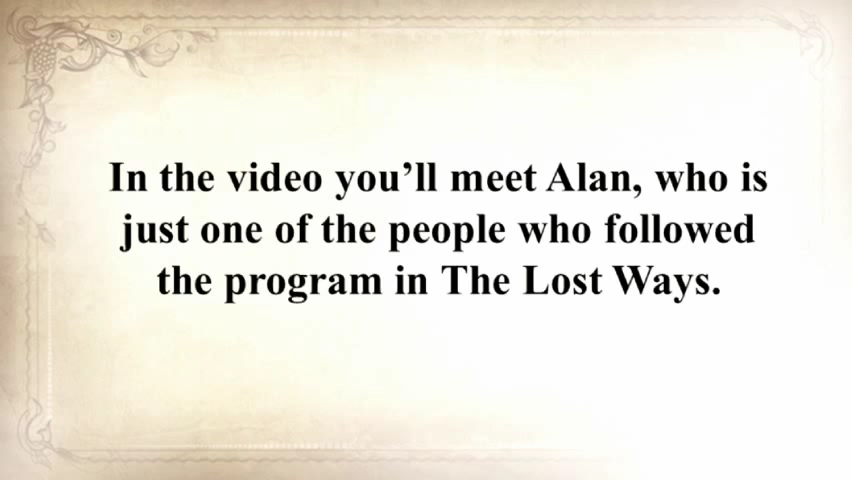 In the video you’ll meet Alan, who is
just one of the people who followed
the program in The Lost Ways.